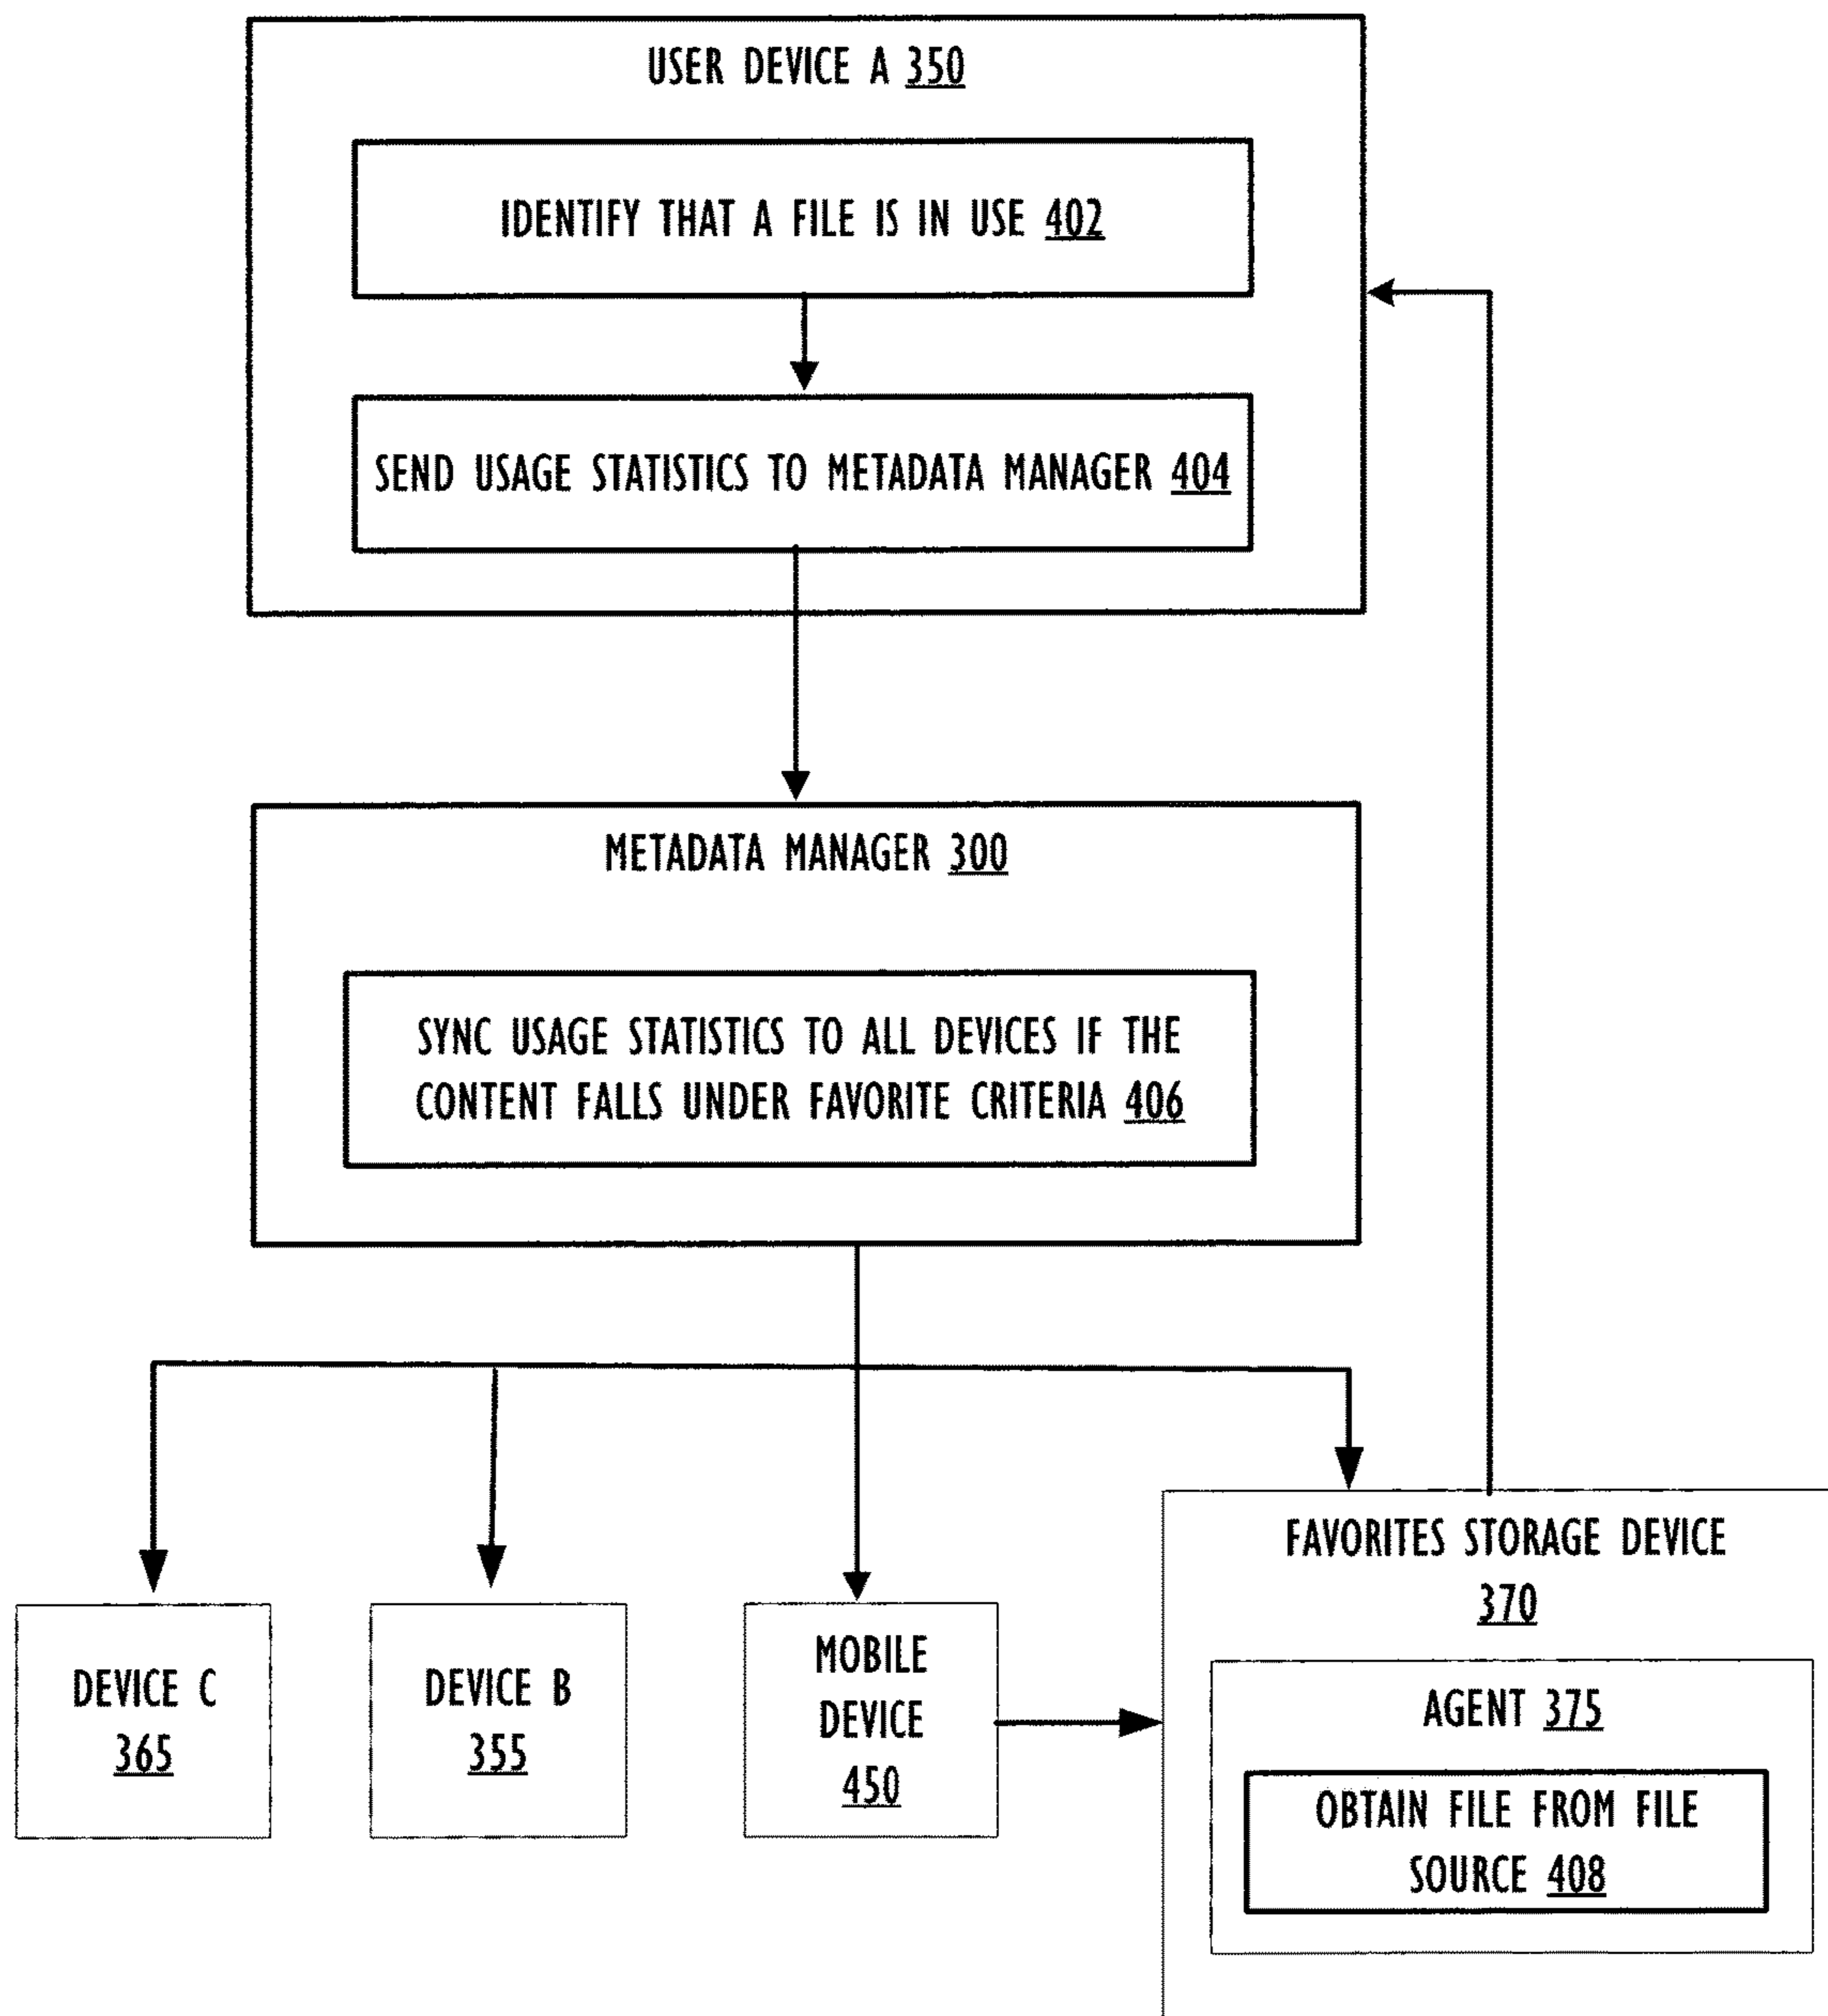 USER DEVICE A 350
IDENTIFY THAT A FILE IS IN USE 402
SEND USAGE STATISTICS TO METADATA MANAGER 404
METADATA MANAGER 300
SYNC USAGE STATISTICS TO ALL DEVICES IF THE
CONTENT FALLS UNDER FAVORITE CRITERIA 406
DEVICE C
365
DEVICE B
355
MOBILE
DEVICE
450
FAVORITES STORAGE DEVICE
370
AGENT 375
OBTAIN FILE FROM FILE
SOURCE 408